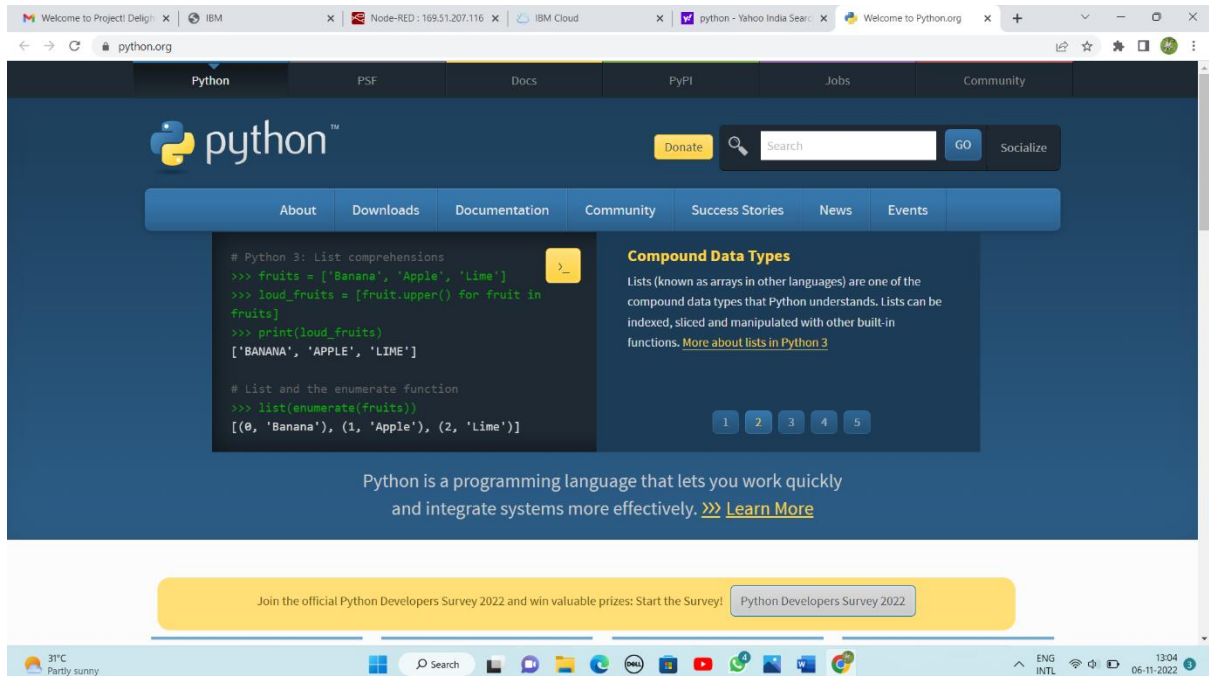 Welcome to Project! Deligh
IBM
Node-RED : 169.51.207.116
IBM Cloud
python - Yahoo India Searc
Welcome to Python.org
python.org
Python
PSF
Docs
PyPI
Jobs
Community
python™
Donate
Search
GO
Socialize
About
Downloads
Documentation
Community
Success Stories
News
Events
# Python 3: List comprehensions
>>> fruits = ['Banana', 'Apple', 'Lime']
>>> loud_fruits = [fruit.upper() for fruit in
fruits]
>>> print(loud_fruits)
['BANANA', 'APPLE', 'LIME']
# List and the enumerate function
>>> list(enumerate(fruits))
[(0, 'Banana'), (1, 'Apple'), (2, 'Lime')]
>_
Compound Data Types
Lists (known as arrays in other languages) are one of the
compound data types that Python understands. Lists can be
indexed, sliced and manipulated with other built-in
functions. More about lists in Python 3
1
2
3
4
5
Python is a programming language that lets you work quickly
and integrate systems more effectively. >>> Learn More
Join the official Python Developers Survey 2022 and win valuable prizes: Start the Survey!
Python Developers Survey 2022
31°C
Partly sunny
Search
DELL
4
ENG
INTL
13:04
06-11-2022
3